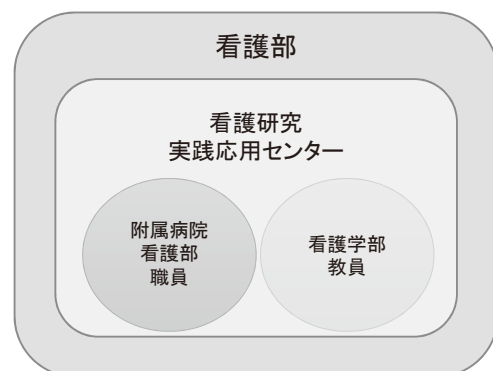 看護部
看護研究
実践応用センター
附属病院
看護部
職員
看護学部
教員